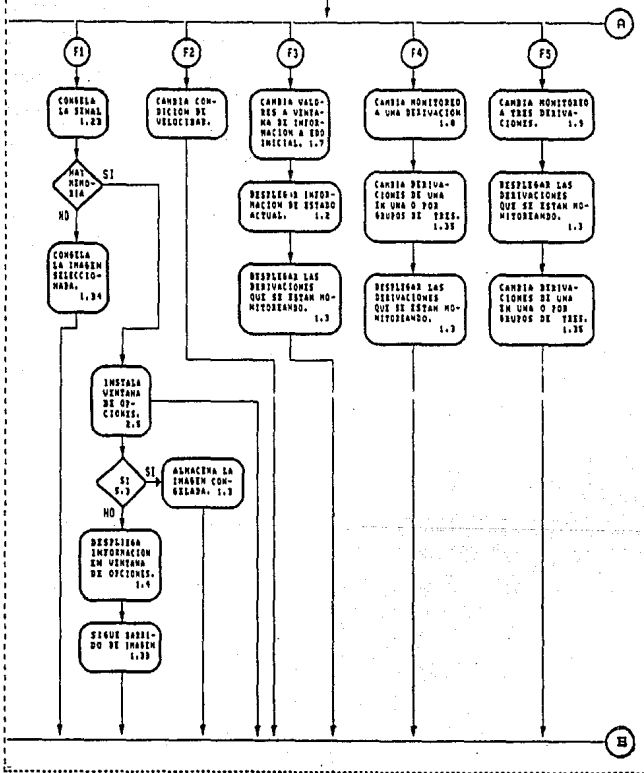 A
F1
F2
F3
F4
F5
CONGELA
LA SEÑAL
1.23
CAMBIA CON-
DICION DE
VELOCIDAD.
CAMBIA VALO-
RES A VENTA-
NA DE INFOR-
MACION A EDO
INICIAL. 1.7
CAMBIA MONITOREO
A UNA DERIVACION
1.8
CAMBIA MONITOREO
A TRES DERIVA-
CIONES. 1.9
HAY
MEMO-
RIA
SI
NO
DESPLEGAR INFOR-
MACION DE ESTADO
ACTUAL. 1.2
CAMBIA DERIVA-
CIONES DE UNA
EN UNA O POR
GRUPOS DE TRES.
1.35
DESPLEGAR LAS
DERIVACIONES
QUE SE ESTAN MO-
NITOREANDO.
1.3
CONGELA
LA IMAGEN
SELECCIO-
NADA.
1.34
DESPLEGAR LAS
DERIVACIONES
QUE SE ESTAN MO-
NITOREANDO.
1.3
DESPLEGAR LAS
DERIVACIONES
QUE SE ESTAN MO-
NITOREANDO.
1.3
CAMBIA DERIVA-
CIONES DE UNA
EN UNA O POR
GRUPOS DE TRES.
1.35
INSTALA
VENTANA
DE OP-
CIONES.
2.5
SI
5.3
SI
NO
ALMACENA LA
IMAGEN CON-
GELADA. 1.3
DESPLIEGA
INFORMACION
EN VENTANA
DE OPCIONES.
1.4
SIGUE BARRI-
DO DE IMAGEN
1.33
B